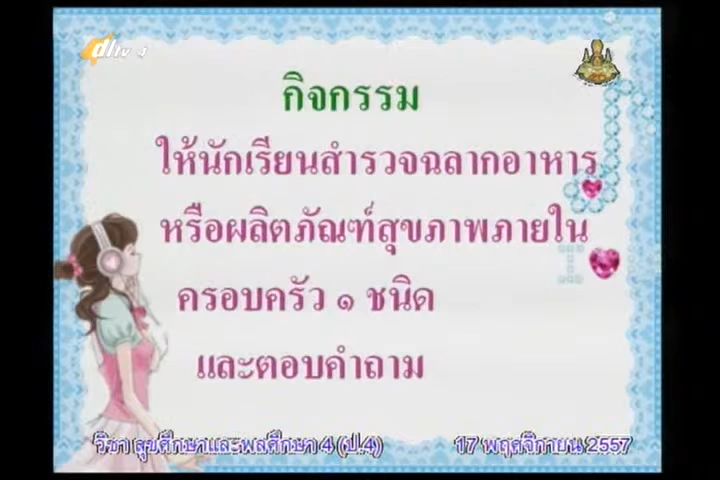 dltv 4
กิจกรรม
ให้นักเรียนสำรวจฉลากอาหาร
หรือผลิตภัณฑ์สุขภาพภายใน
ครอบครัว ๑ ชนิด
และตอบคำถาม
วิชา สุขศึกษาและพลศึกษา 4 (ป.4) 17 พฤศจิกายน 2557